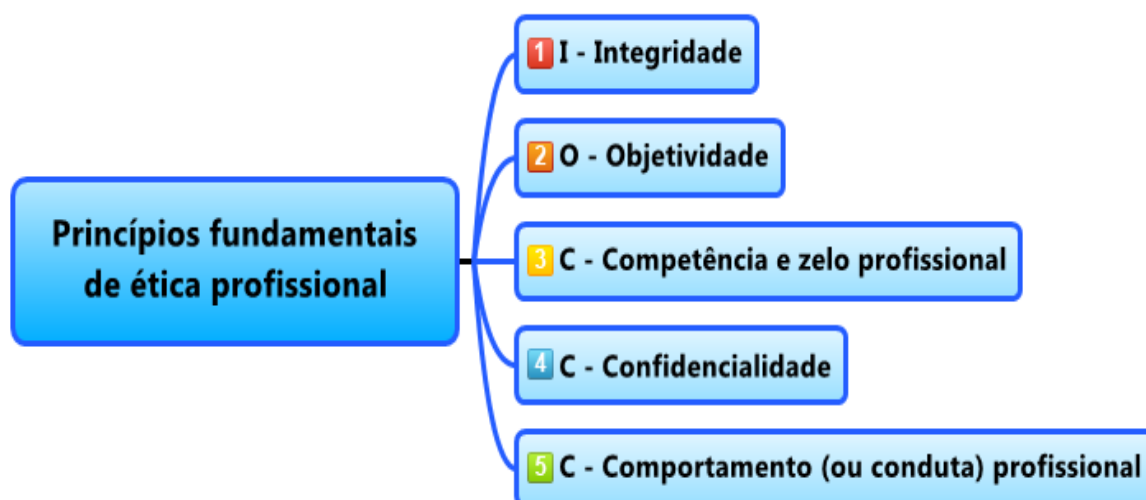 Princípios fundamentais
de ética profissional
1 I - Integridade
2 O - Objetividade
3 C - Competência e zelo profissional
4 C - Confidencialidade
5 C - Comportamento (ou conduta) profissional